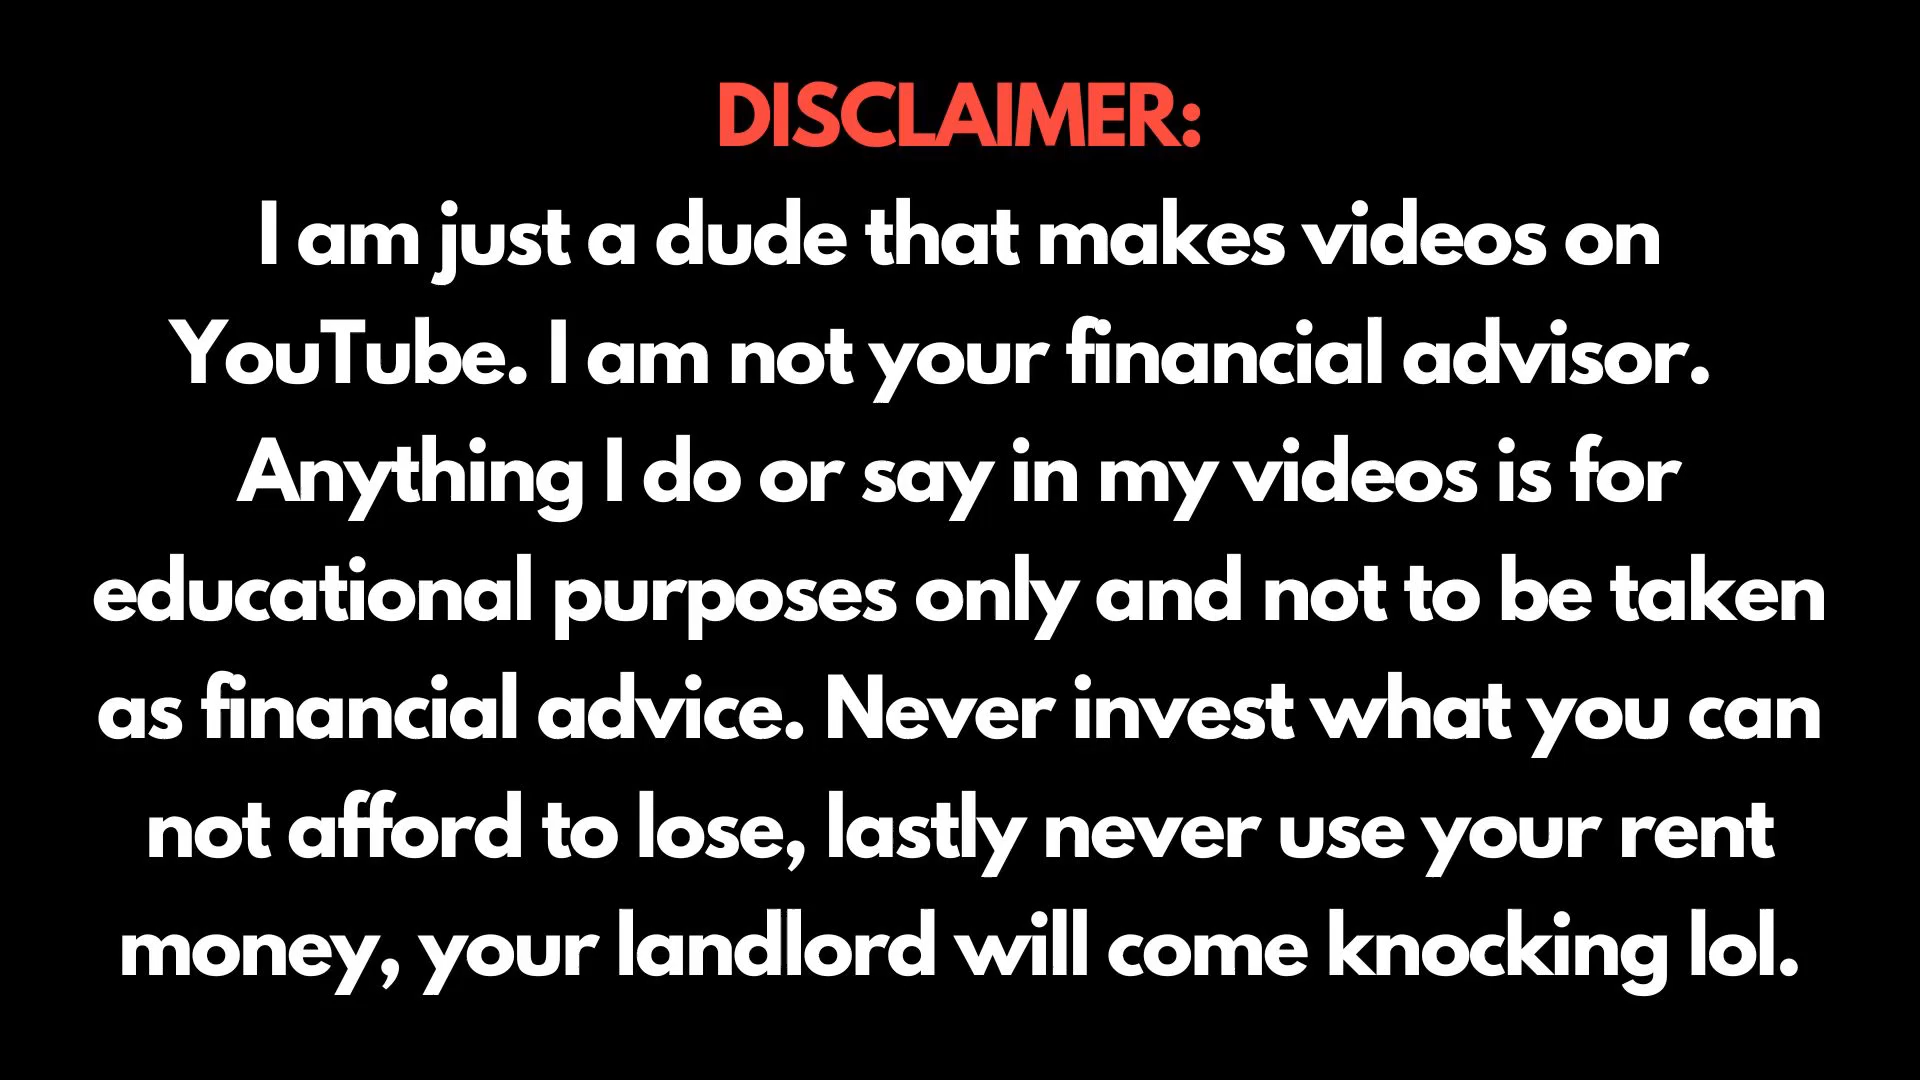 DISCLAIMER:
I am just a dude that makes videos on
YouTube. I am not your financial advisor.
Anything I do or say in my videos is for
educational purposes only and not to be taken
as financial advice. Never invest what you can
not afford to lose, lastly never use your rent
money, your landlord will come knocking lol.